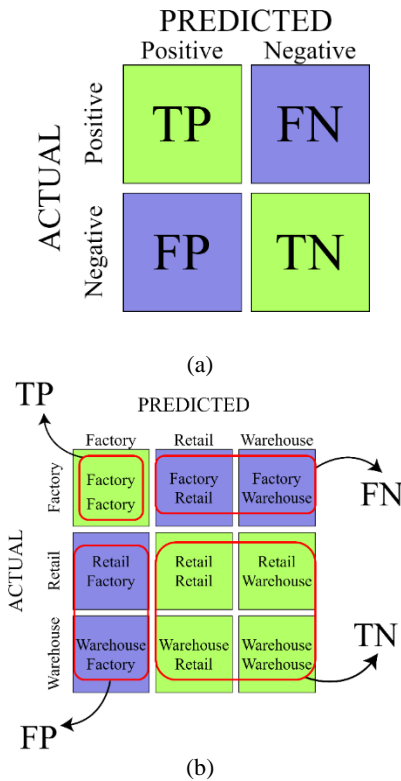 PREDICTED
Positive Negative
ACTUAL
Positive
TP FN
Negative
FP TN
(a)
TP
PREDICTED
Factory Retail Warehouse
ACTUAL
Factory
Factory
Factory
Factory
Retail
Factory
Warehouse
FN
Retail
Retail
Factory
Retail
Retail
Retail
Warehouse
Warehouse
Warehouse
Factory
Warehouse
Retail
Warehouse
Warehouse
TN
FP
(b)